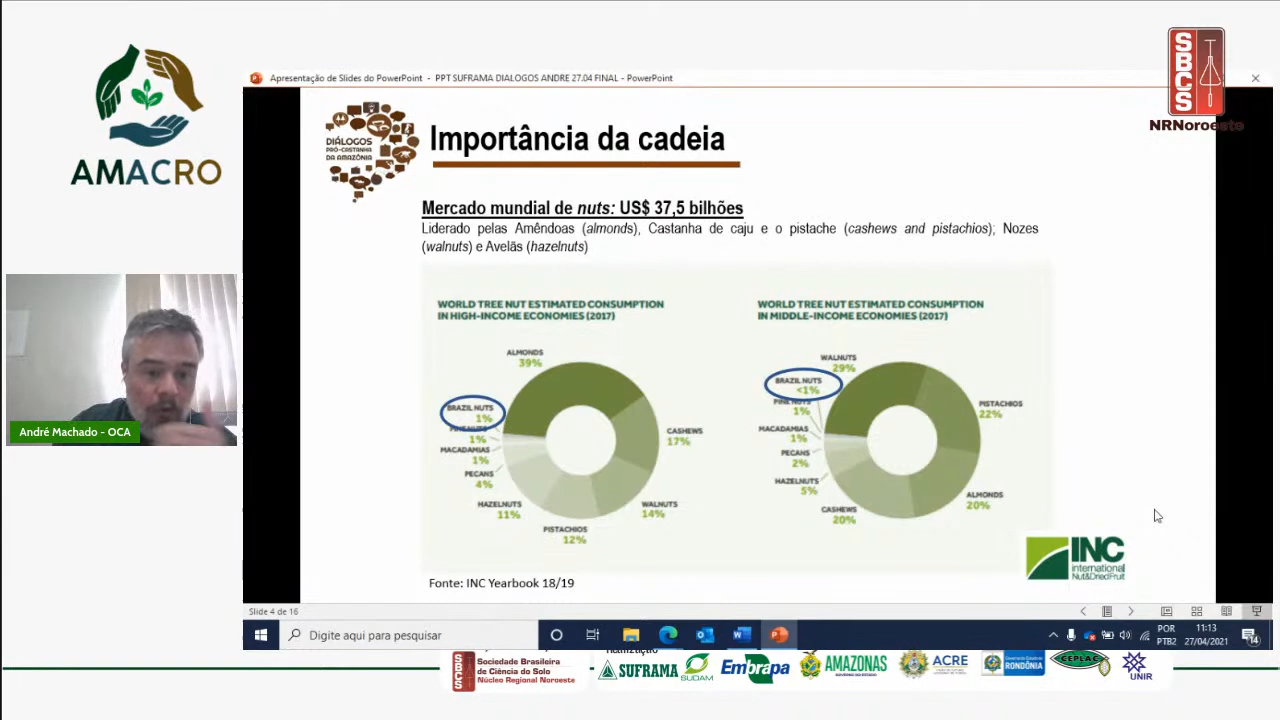 AMACRO
SBCS
NRNoroeste
Apresentação de Slides do PowerPoint - PPT SUFRAMA DIALOGOS ANDRE 27.04 FINAL - PowerPoint
DIÁLOGOS
PRÓ-CASTANHA
DA AMAZÔNIA
Importância da cadeia
Mercado mundial de nuts: US$ 37,5 bilhões
Liderado pelas Amêndoas (almonds), Castanha de caju e o pistache (cashews and pistachios); Nozes
(walnuts) e Avelãs (hazelnuts)
WORLD TREE NUT ESTIMATED CONSUMPTION
IN HIGH-INCOME ECONOMIES (2017)
ALMONDS
39%
BRAZIL NUTS
1%
1%
MACADAMIAS
1%
PECANS
4%
HAZELNUTS
11%
PISTACHIOS
12%
WALNUTS
14%
CASHEWS
17%
WORLD TREE NUT ESTIMATED CONSUMPTION
IN MIDDLE-INCOME ECONOMIES (2017)
WALNUTS
29%
BRAZIL NUTS
<1%
PINE NUTS
1%
MACADAMIAS
1%
PECANS
2%
HAZELNUTS
5%
CASHEWS
20%
ALMONDS
20%
PISTACHIOS
22%
INC
International
Nut&DriedFruit
Fonte: INC Yearbook 18/19
André Machado - OCA
Slide 4 de 16
Digite aqui para pesquisar
POR
PTB2
11:13
27/04/2021
14
SBCS
Sociedade Brasileira
de Ciência do Solo
Núcleo Regional Noroeste
SUFRAMA
SUDAM
Embrapa
AMAZONAS
ACRE
RONDÔNIA
CEPLAC
UNIR